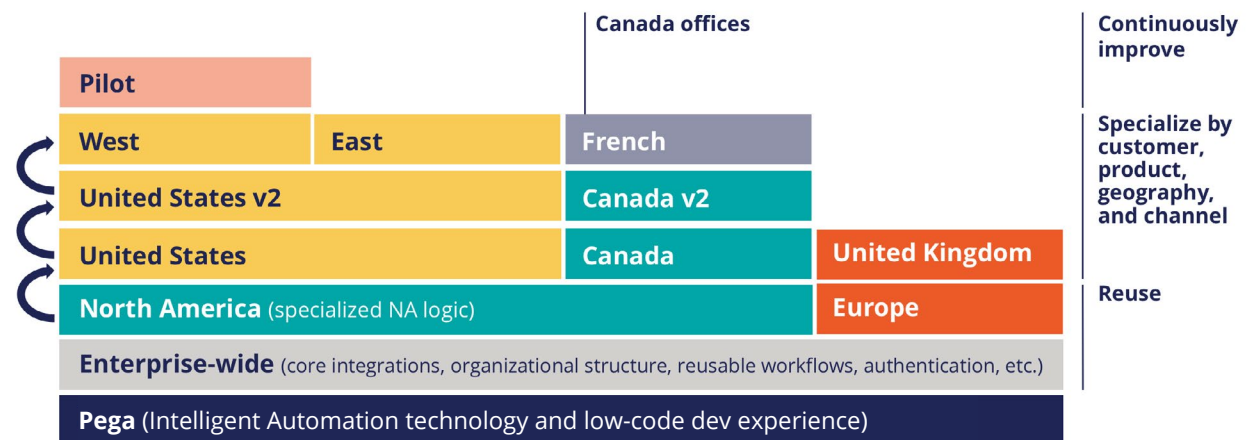 Canada offices
Continuously
improve
Pilot
West
East
French
Specialize by
customer,
product,
geography,
and channel
United States v2
Canada v2
United States
Canada
United Kingdom
North America (specialized NA logic)
Europe
Reuse
Enterprise-wide (core integrations, organizational structure, reusable workflows, authentication, etc.)
Pega (Intelligent Automation technology and low-code dev experience)